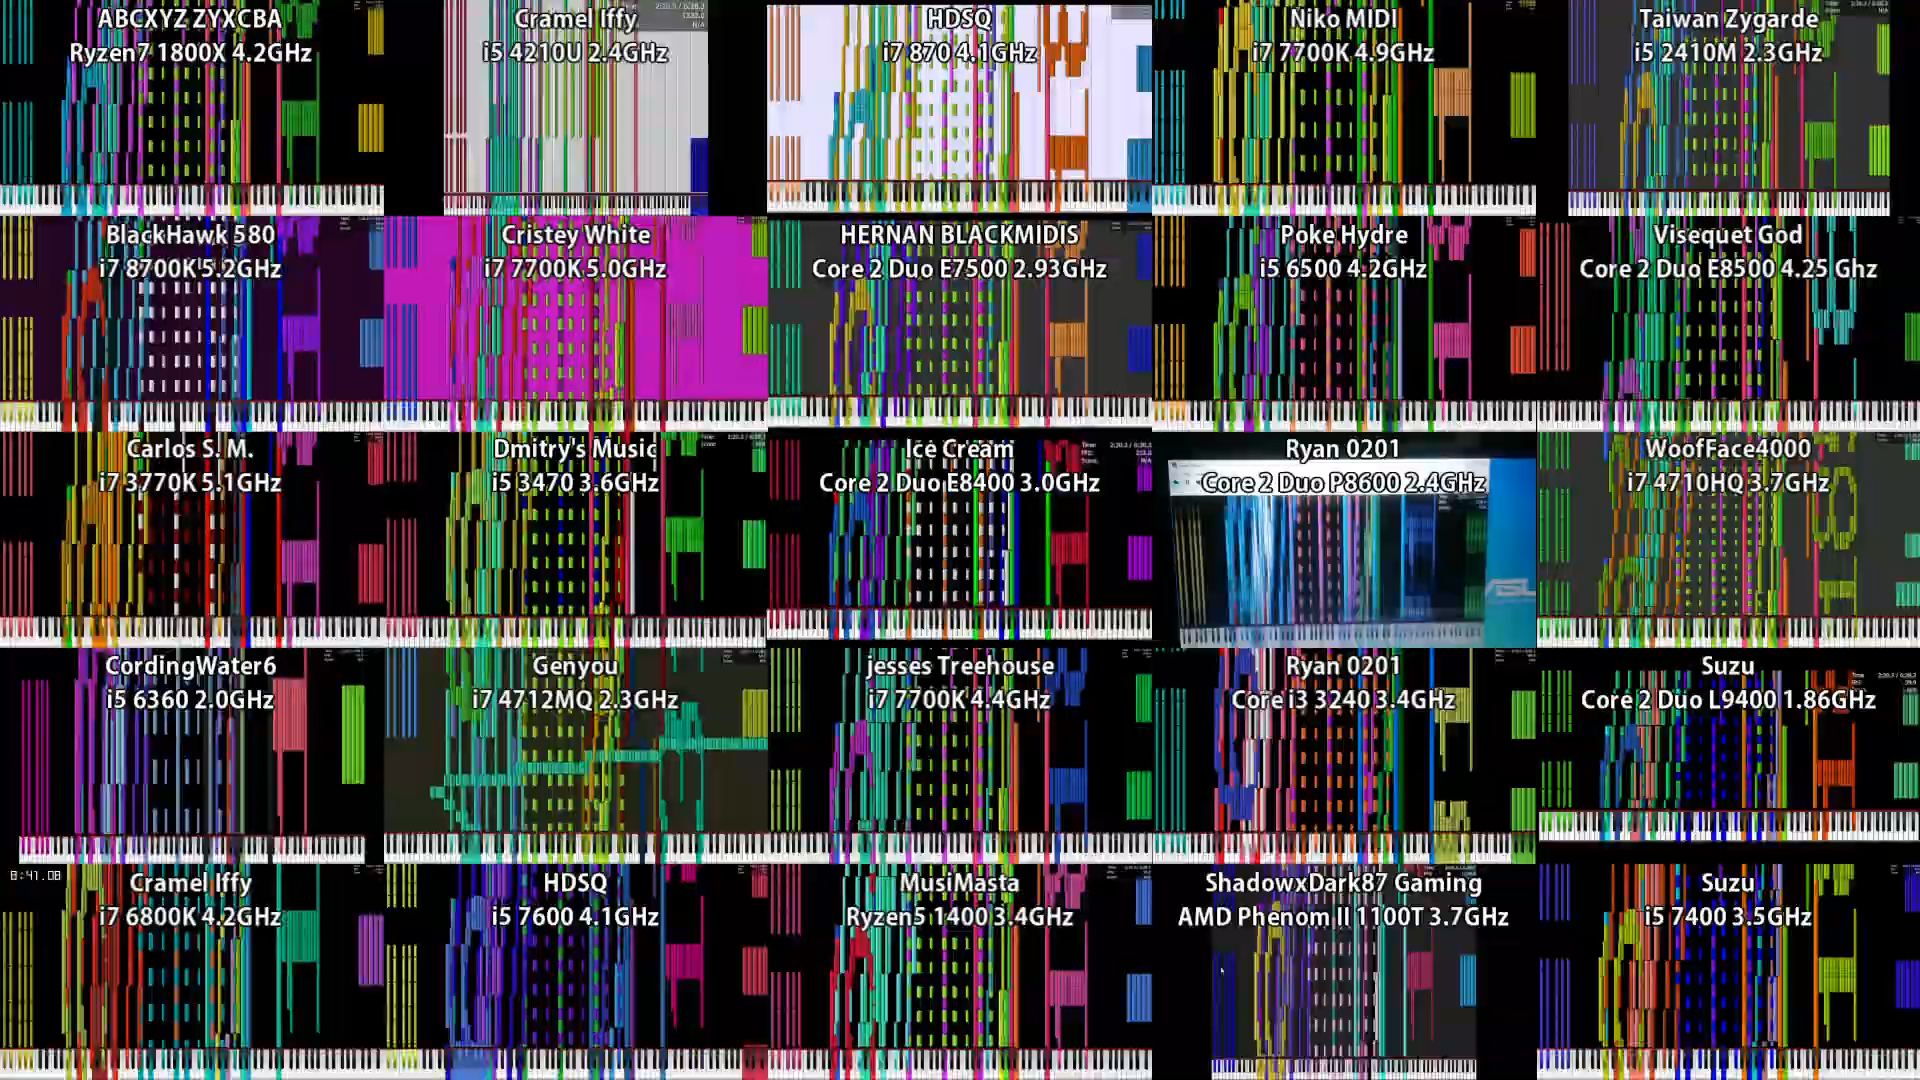 ABCXYZ ZYXCBA
Ryzen7 1800X 4.2GHz
Cramel Iffy
i5 4210U 2.4GHz
HDSQ
i7 870 4.1GHz
Niko MIDI
i7 7700K 4.9GHz
Taiwan Zygarde
i5 2410M 2.3GHz
BlackHawk 580
i7 8700K 5.2GHz
Cristey White
i7 7700K 5.0GHz
HERNAN BLACKMIDIS
Core 2 Duo E7500 2.93GHz
Poke Hydre
i5 6500 4.2GHz
Visequet God
Core 2 Duo E8500 4.25 Ghz
Carlos S. M.
i7 3770K 5.1GHz
Dmitry's Music
i5 3470 3.6GHz
Ice Cream
Core 2 Duo E8400 3.0GHz
Ryan 0201
Core 2 Duo P8600 2.4GHz
WoofFace4000
i7 4710HQ 3.7GHz
CordingWater6
i5 6360 2.0GHz
Genyou
i7 4712MQ 2.3GHz
jesses Treehouse
i7 7700K 4.4GHz
Ryan 0201
Core i3 3240 3.4GHz
Suzu
Core 2 Duo L9400 1.86GHz
8:41.08
Cramel Iffy
i7 6800K 4.2GHz
HDSQ
i5 7600 4.1GHz
MusiMasta
Ryzen5 1400 3.4GHz
ShadowxDark87 Gaming
AMD Phenom II 1100T 3.7GHz
Suzu
i5 7400 3.5GHz